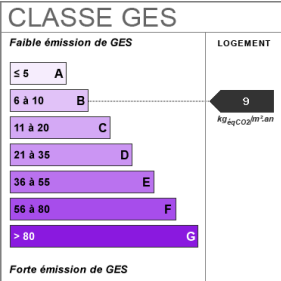 CLASSE GES
Faible émission de GES
LOGEMENT
≤ 5 A
6 à 10 B
9
kgéqCO2/m².an
11 à 20 C
21 à 35 D
36 à 55 E
56 à 80 F
> 80 G
Forte émission de GES